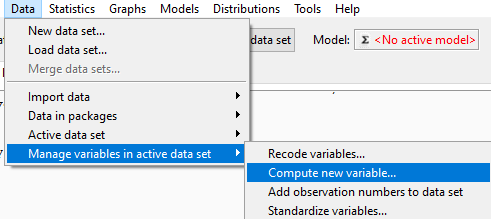 Data Statistics Graphs Models Distributions Tools Help
New data set...
Load data set...
Merge data sets...
data set
Model: Σ <No active model>
Import data
Data in packages
Active data set
Manage variables in active data set
Recode variables...
Compute new variable...
Add observation numbers to data set
Standardize variables...